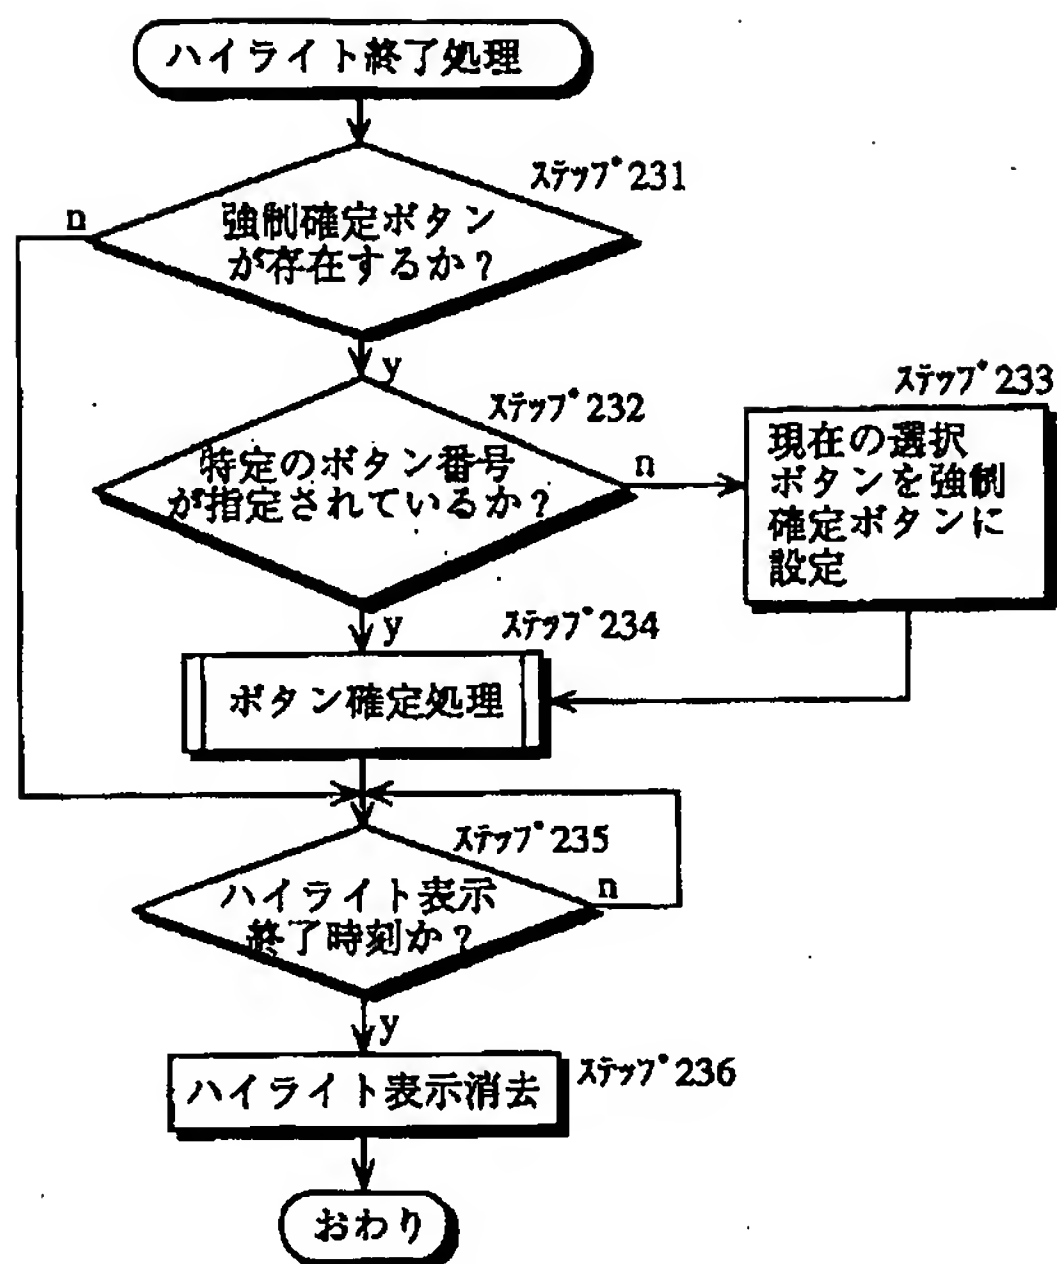 ハイライト終了処理
ステップ231
強制確定ボタン
が存在するか?
n
y
ステップ232
特定のボタン番号
が指定されているか?
n
y
ステップ233
現在の選択
ボタンを強制
確定ボタンに
設定
ステップ234
ボタン確定処理
ステップ235
ハイライト表示
終了時刻か?
n
y
ハイライト表示消去
ステップ236
おわり